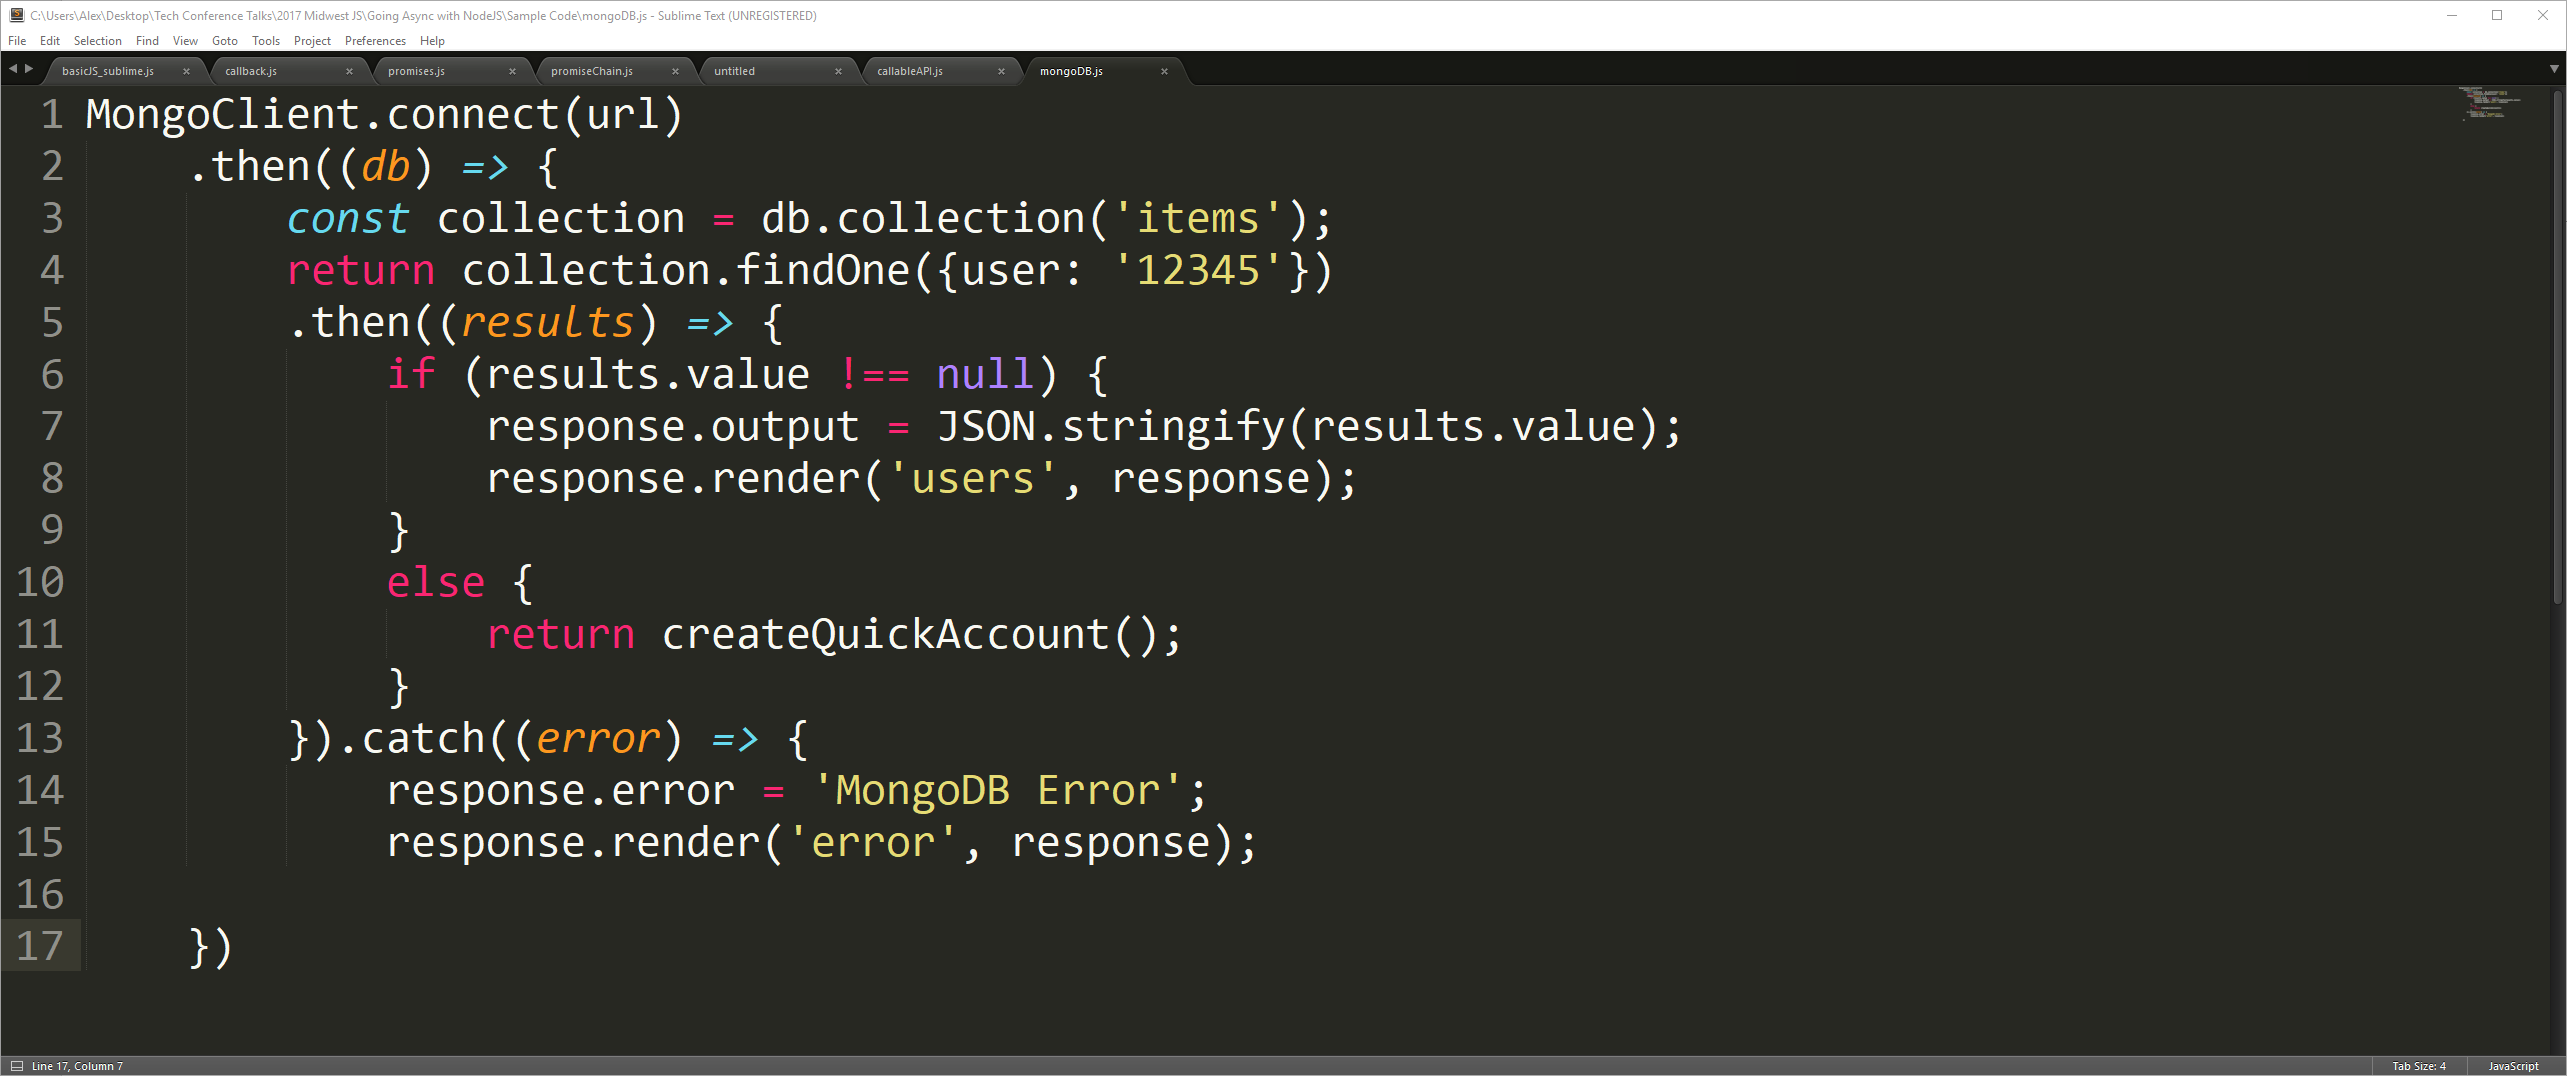 C:\Users\Alex\Desktop\Tech Conference Talks\2017 Midwest JS\Going Async with NodeJS\Sample Code\mongoDB.js - Sublime Text (UNREGISTERED)
File Edit Selection Find View Goto Tools Project Preferences Help
basicJS_sublime.js callback.js promises.js promiseChain.js untitled callableAPI.js mongoDB.js
1 MongoClient.connect(url)
2     .then((db) => {
3         const collection = db.collection('items');
4         return collection.findOne({user: '12345'})
5         .then((results) => {
6             if (results.value !== null) {
7                 response.output = JSON.stringify(results.value);
8                 response.render('users', response);
9             }
10             else {
11                 return createQuickAccount();
12             }
13         }).catch((error) => {
14             response.error = 'MongoDB Error';
15             response.render('error', response);
16
17     })
Line 17, Column 7 Tab Size: 4 JavaScript